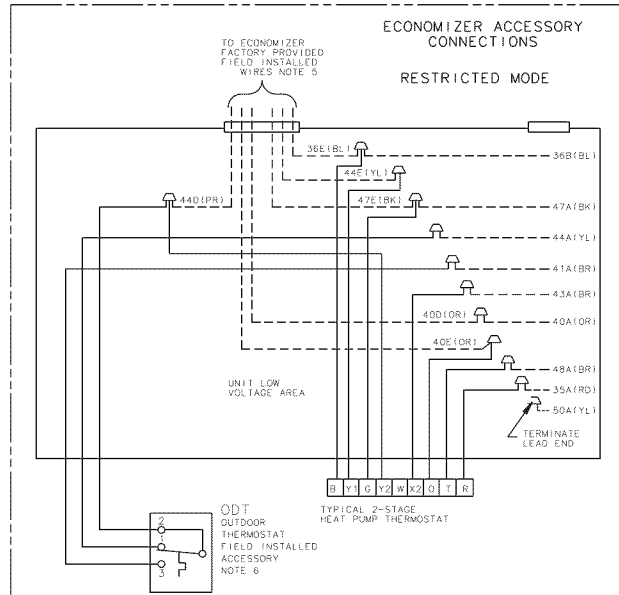 ECONOMIZER ACCESSORY
CONNECTIONS
RESTRICTED MODE
TO ECONOMIZER
FACTORY PROVIDED
FIELD INSTALLED
WIRES NOTE 5
36E(BL)
36B(BL)
44E(YL)
44D(PR)
47E(BK)
47A(BK)
44A(YL)
41A(BR)
43A(BR)
40D(OR)
40A(OR)
40E(OR)
48A(BR)
35A(RD)
50A(YL)
UNIT LOW
VOLTAGE AREA
TERMINATE
LEAD END
B Y1 G Y2 W X2 O T R
TYPICAL 2-STAGE
HEAT PUMP THERMOSTAT
ODT
OUTDOOR
THERMOSTAT
FIELD INSTALLED
ACCESSORY
NOTE 6
2
1
3